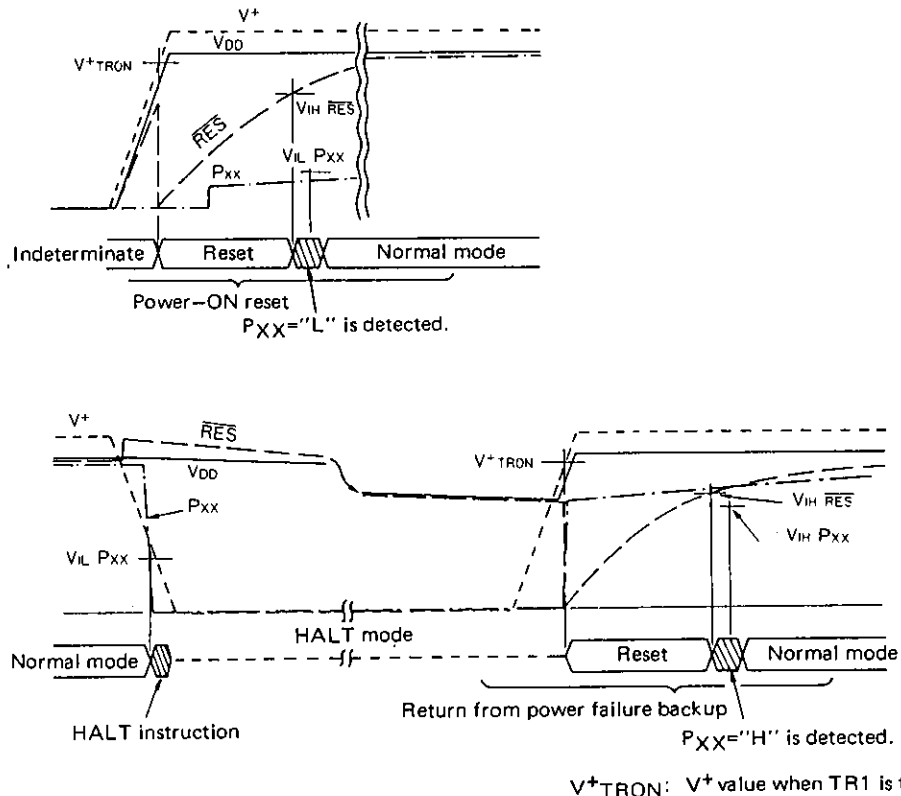 V+
VDD
V+TRON
RES
VIH RES
VIL PXX
PXX
Indeterminate
Reset
Normal mode
Power-ON reset
PXX="L" is detected.
V+
RES
VDD
V+TRON
PXX
VIH RES
VIH PXX
VIL PXX
HALT mode
Normal mode
Reset
Normal mode
HALT instruction
Return from power failure backup
PXX="H" is detected.
V+TRON: V+ value when TR1 is